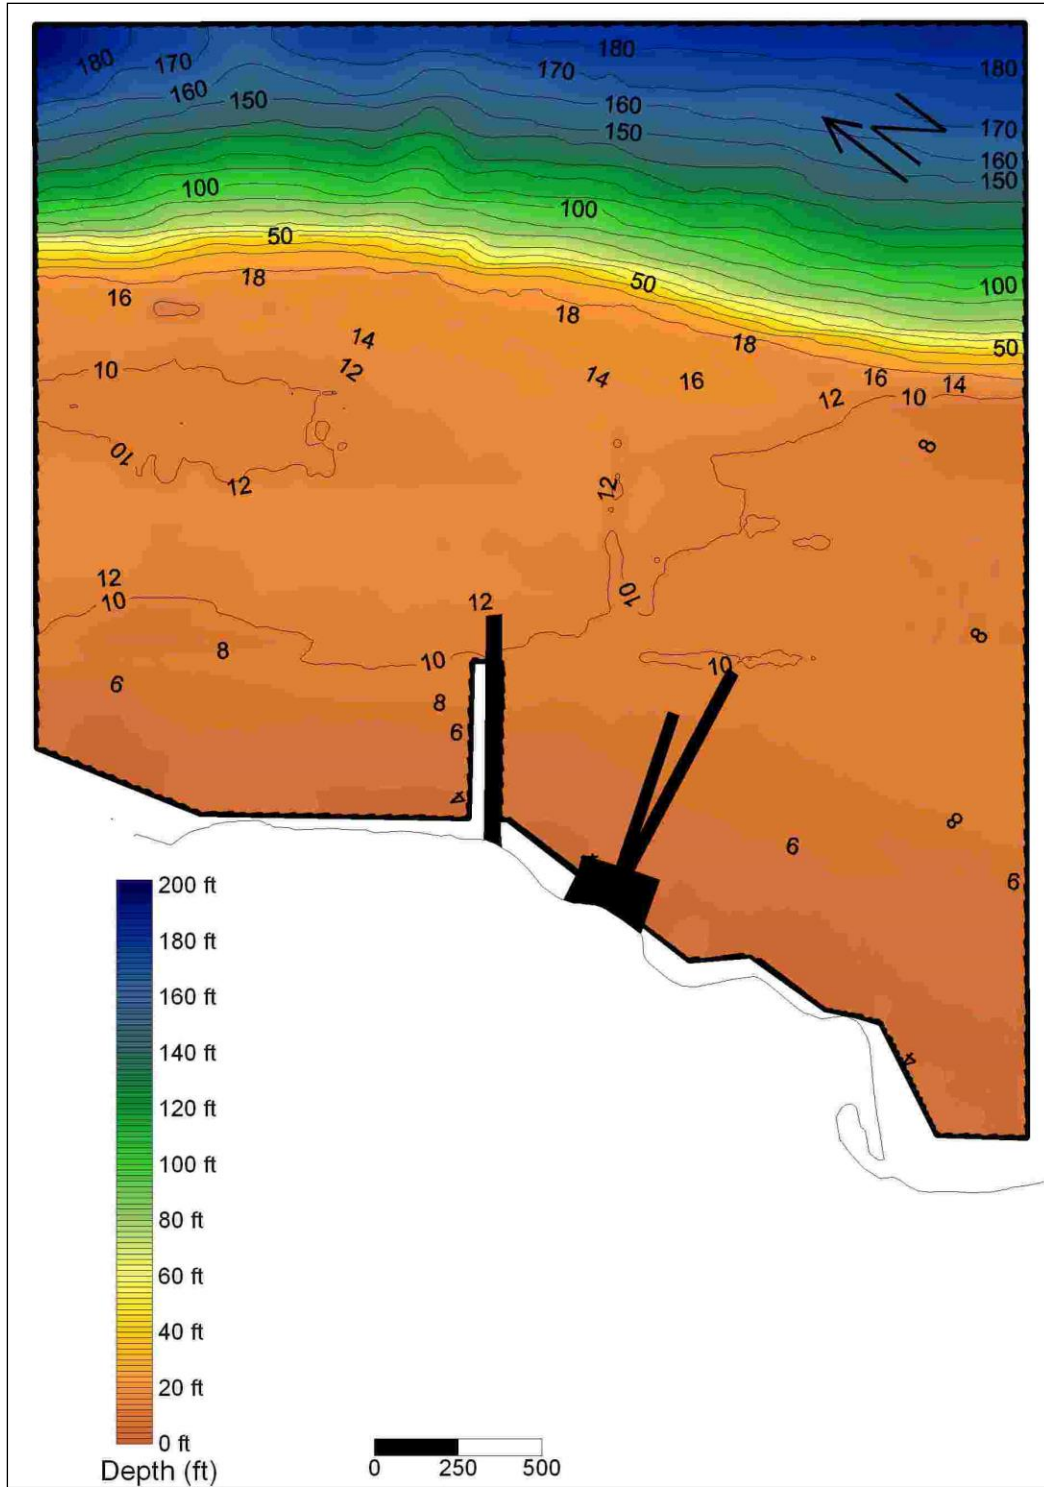 180
180 170 170 180
160 160
150 150 170
160
150
100 100
50 50 100
18
16 18
14 18 50
12 14 16 16 14
10 12 10
8
10
12 12
12
10 12 10
8 10 10 8
6 8
6
4 8
6
4 6
4
200 ft
180 ft
160 ft
140 ft
120 ft
100 ft
80 ft
60 ft
40 ft
20 ft
0 ft
Depth (ft)
0 250 500
N